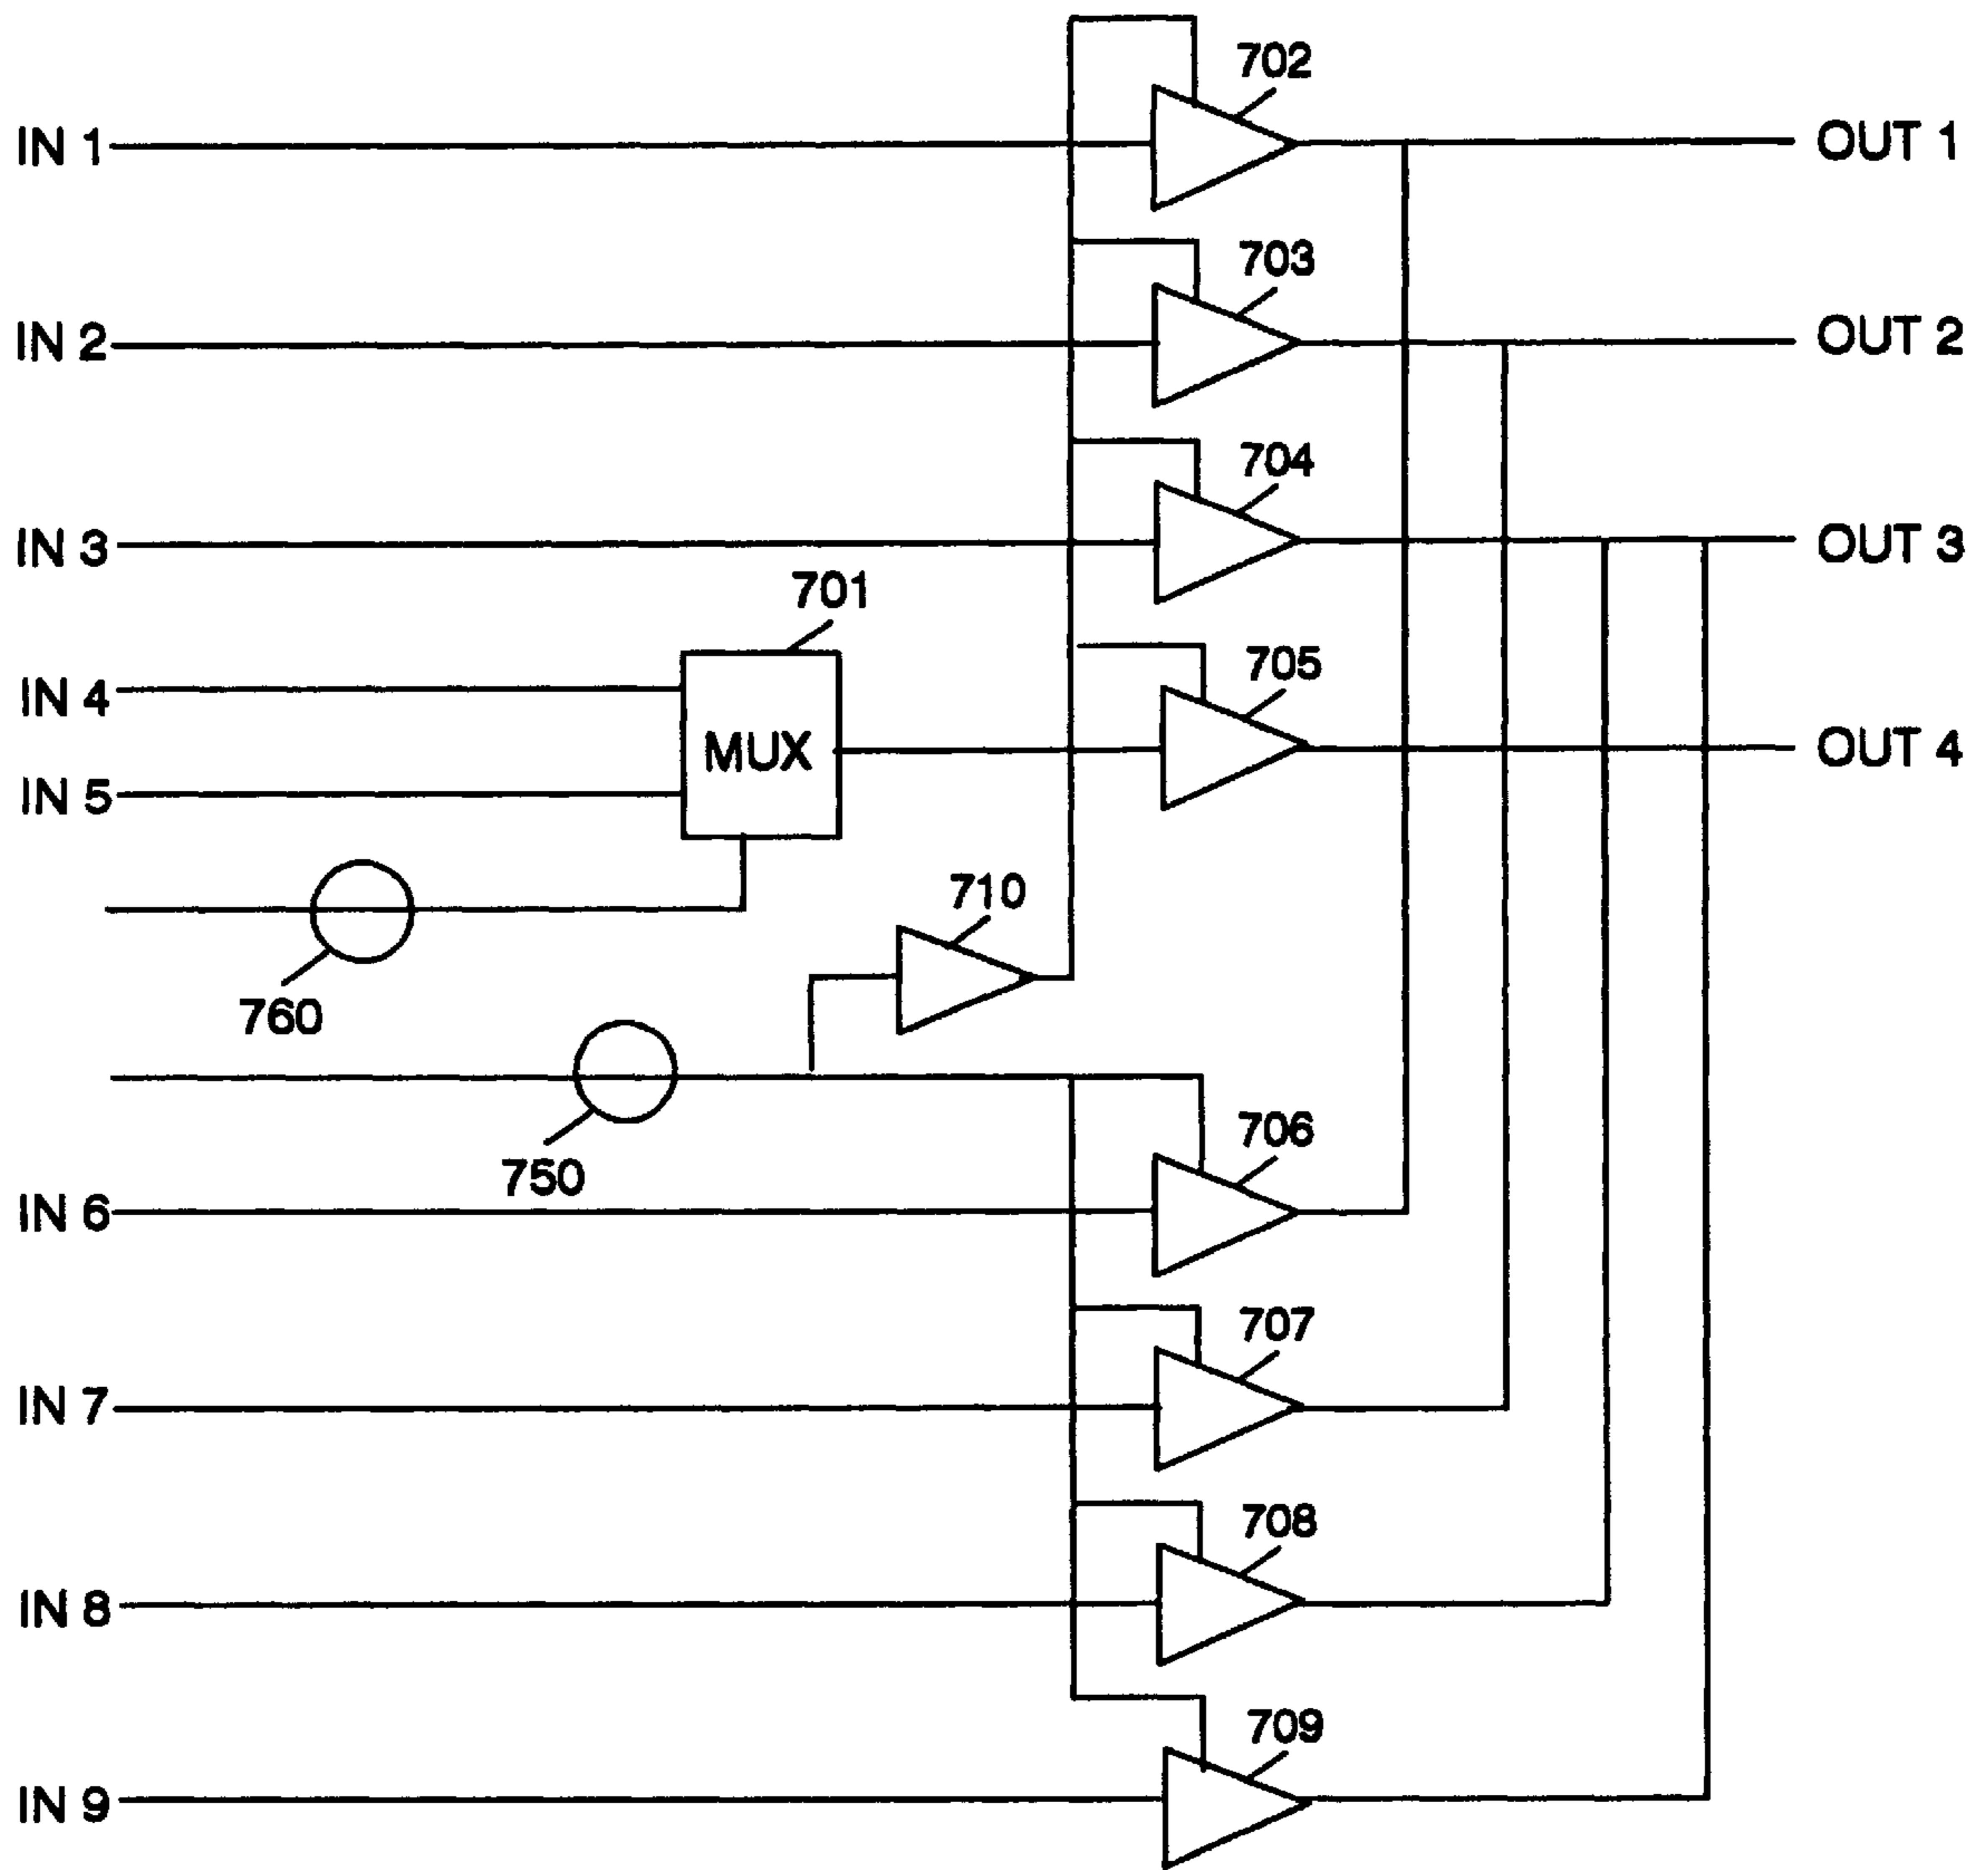 702
IN 1
OUT 1
703
IN 2
OUT 2
704
IN 3
OUT 3
701
705
IN 4
MUX
OUT 4
IN 5
710
760
750
706
IN 6
707
IN 7
708
IN 8
709
IN 9